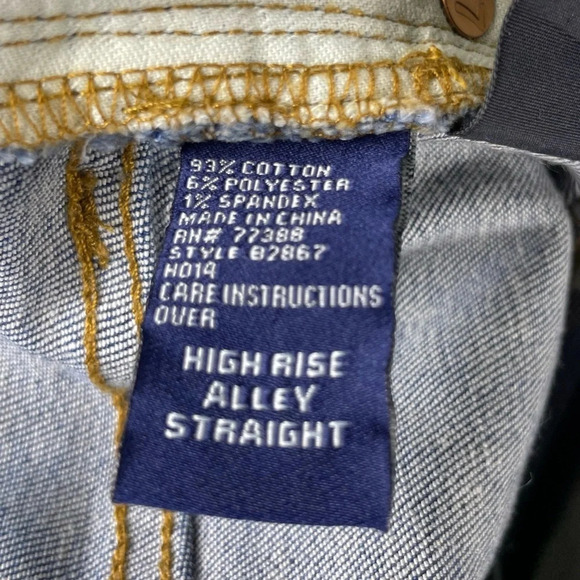 93% COTTON
6% POLYESTER
1% SPANDEX
MADE IN CHINA
RN# 77388
STYLE 82867
H014
CARE INSTRUCTIONS
OVER
HIGH RISE
ALLEY
STRAIGHT